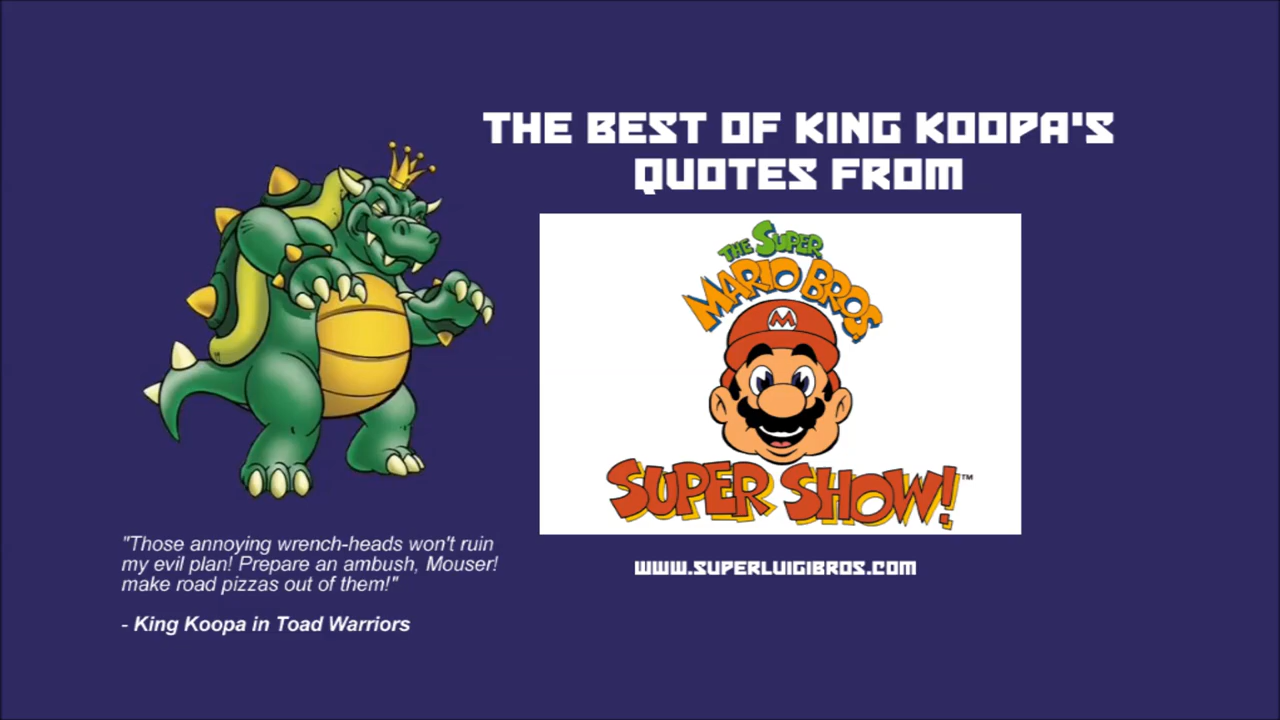 THE BEST OF KING KOOPA'S
QUOTES FROM
THE SUPER
MARIO BROS.
M
SUPER SHOW!™
"Those annoying wrench-heads won't ruin
my evil plan! Prepare an ambush, Mouser!
make road pizzas out of them!"
- King Koopa in Toad Warriors
WWW.SUPERLUIGIBROS.COM